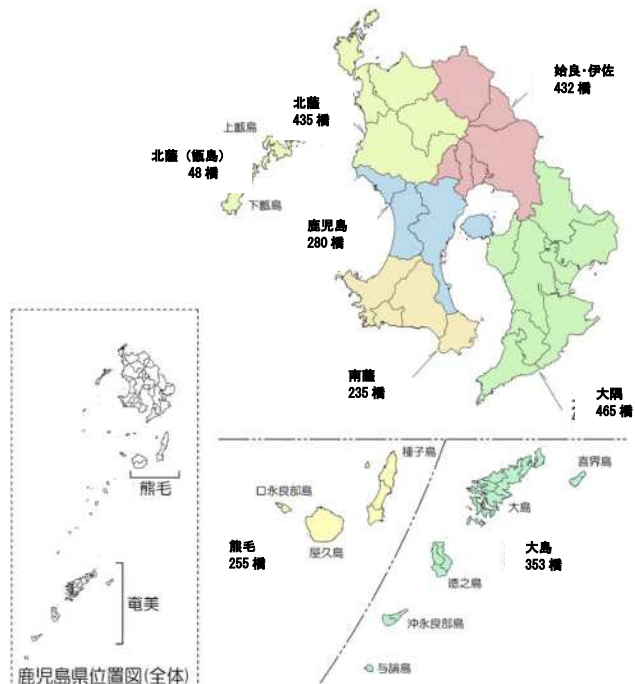 姶良・伊佐
432 橋
北薩
435 橋
上甑島
北薩（甑島）
48 橋
下甑島
鹿児島
280 橋
南薩
235 橋
大隅
465 橋
熊毛
奄美
鹿児島県位置図(全体)
種子島
口永良部島
屋久島
熊毛
255 橋
喜界島
大島
大島
353 橋
徳之島
沖永良部島
与論島